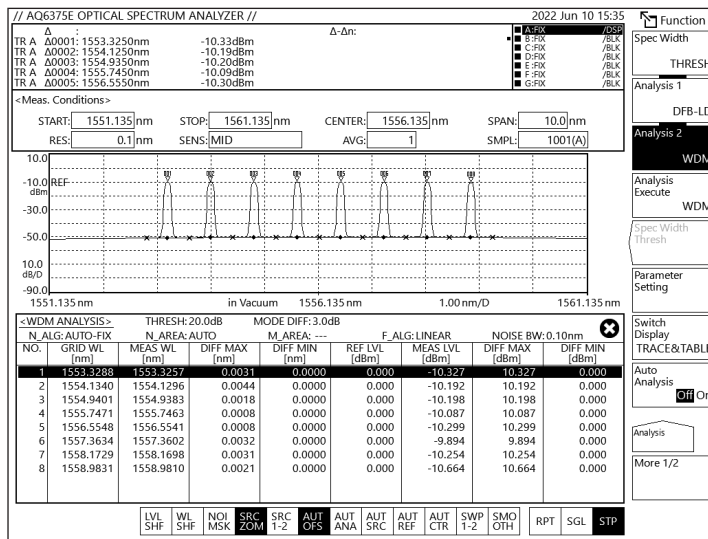 // AQ6375E OPTICAL SPECTRUM ANALYZER //
2022 Jun 10 15:35
Δ :
Δ-Δn:
TR A Δ0001: 1553.3250nm -10.33dBm
TR A Δ0002: 1554.1250nm -10.19dBm
TR A Δ0003: 1554.9350nm -10.20dBm
TR A Δ0004: 1555.7450nm -10.09dBm
TR A Δ0005: 1556.5550nm -10.30dBm
A:FIX /DSP
B:FIX /BLK
C:FIX /BLK
D:FIX /BLK
E:FIX /BLK
F:FIX /BLK
G:FIX /BLK
<Meas. Conditions>
START: 1551.135 nm STOP: 1561.135 nm CENTER: 1556.135 nm SPAN: 10.0 nm
RES: 0.1 nm SENS: MID AVG: 1 SMPL: 1001(A)
10.0
-10.0 REF
dBm
-30.0
-50.0
10.0
dB/D
-90.0
001 002 003 004 005 006 007 008
1551.135 nm in Vacuum 1556.135 nm 1.00 nm/D 1561.135 nm
<WDM ANALYSIS> THRESH: 20.0dB MODE DIFF: 3.0dB
N_ALG: AUTO-FIX N_AREA: AUTO M_AREA: --- F_ALG: LINEAR NOISE BW: 0.10nm
NO. GRID WL MEAS WL DIFF MAX DIFF MIN REF LVL MEAS LVL DIFF MAX DIFF MIN
[nm] [nm] [nm] [nm] [dBm] [dBm] [dBm] [dBm]
1 1553.3288 1553.3257 0.0031 0.0000 0.000 -10.327 10.327 0.000
2 1554.1340 1554.1296 0.0044 0.0000 0.000 -10.192 10.192 0.000
3 1554.9401 1554.9383 0.0018 0.0000 0.000 -10.198 10.198 0.000
4 1555.7471 1555.7463 0.0008 0.0000 0.000 -10.087 10.087 0.000
5 1556.5548 1556.5541 0.0008 0.0000 0.000 -10.299 10.299 0.000
6 1557.3634 1557.3602 0.0032 0.0000 0.000 -9.894 9.894 0.000
7 1558.1729 1558.1698 0.0031 0.0000 0.000 -10.254 10.254 0.000
8 1558.9831 1558.9810 0.0021 0.0000 0.000 -10.664 10.664 0.000
LVL SHF WL SHF NOI MSK SRC ZOM SRC 1-2 AUT OFS AUT ANA AUT SRC AUT REF AUT CTR SWP 1-2 SMO OTH RPT SGL STP
Function
Spec Width
THRESH
Analysis 1
DFB-LD
Analysis 2
WDM
Analysis
Execute
WDM
Spec Width
Thresh
Parameter
Setting
Switch
Display
TRACE&TABLE
Auto
Analysis
Off On
Analysis
More 1/2